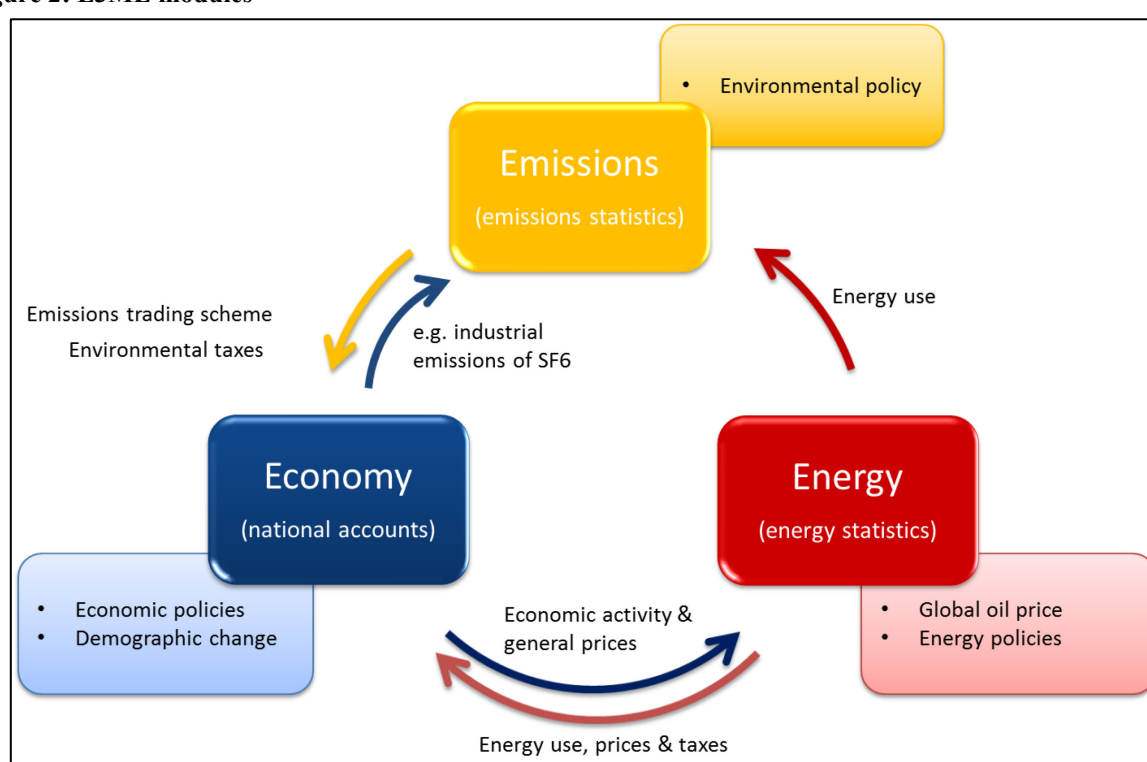 • Environmental policy
Emissions
(emissions statistics)
Energy use
Emissions trading scheme
Environmental taxes
e.g. industrial
emissions of SF6
Economy
(national accounts)
Energy
(energy statistics)
• Economic policies
• Demographic change
Economic activity &
general prices
• Global oil price
• Energy policies
Energy use, prices & taxes